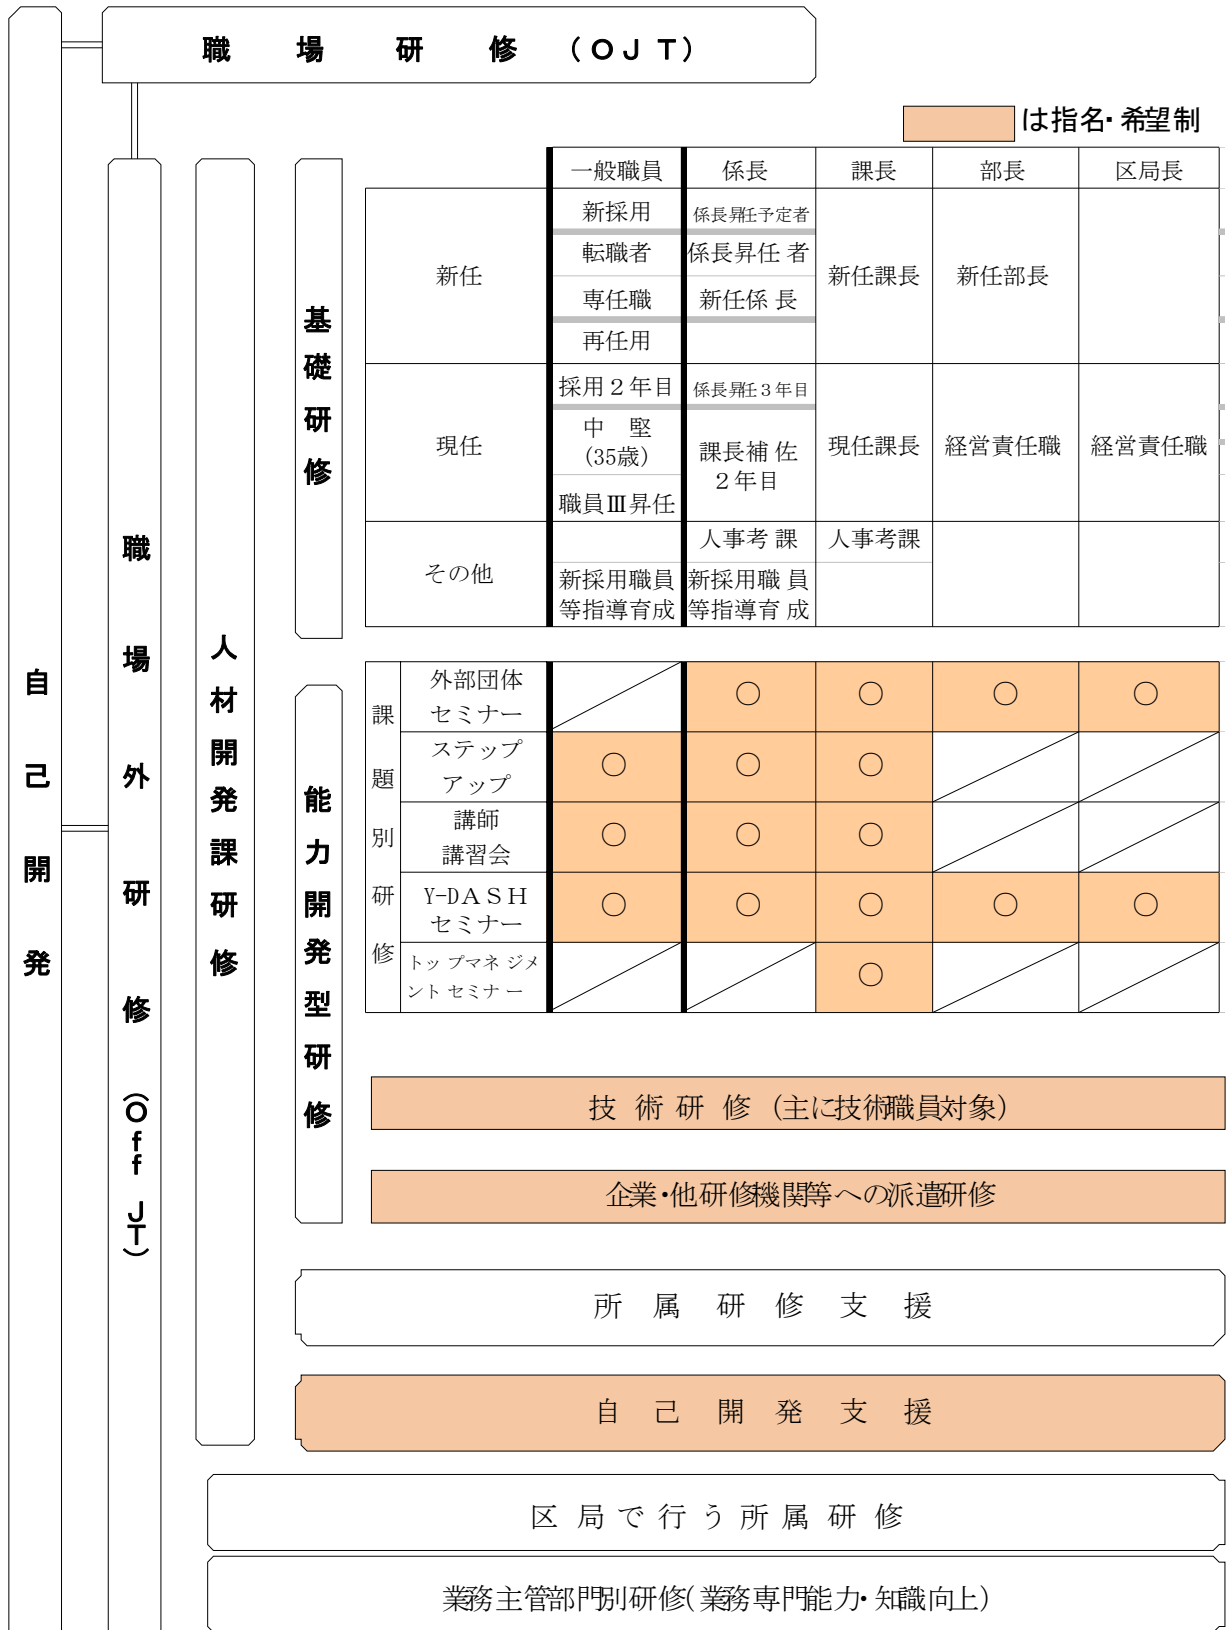 職場研修（ＯＪＴ）
は指名・希望制
一般職員 係長 課長 部長 区局長
自己開発
職場外研修（Ｏｆｆ ＪＴ）
人材開発課研修
基礎研修
新任
新採用 係長昇任予定者
転職者 係長昇任者
新任課長 新任部長
専任職 新任係長
再任用
現任
採用２年目 係長昇任３年目
中堅
(35歳)
課長補佐
２年目
現任課長 経営責任職 経営責任職
職員Ⅲ昇任
その他
人事考課 人事考課
新採用職員
等指導育成
新採用職員
等指導育成
能力開発型研修
課題別研修
外部団体
セミナー
○ ○ ○ ○
ステップ
アップ
○ ○ ○
講師
講習会
○ ○ ○
Y-DＡＳＨ
セミナー
○ ○ ○ ○ ○
トップマネジメ
ントセミナー
○
技術研修（主に技術職員対象）
企業・他研修機関等への派遣研修
所属研修支援
自己開発支援
区局で行う所属研修
業務主管部門別研修（業務専門能力・知識向上）